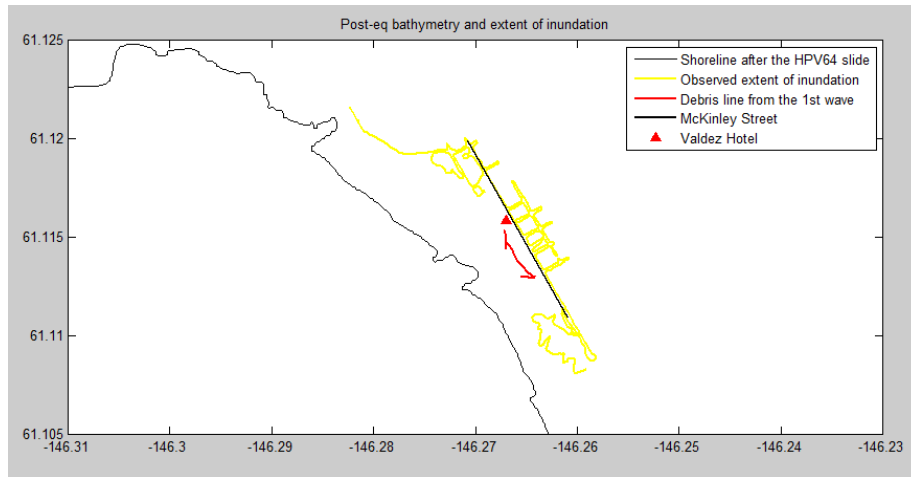 Post-eq bathymetry and extent of inundation
61.125
61.12
61.115
61.11
61.105
-146.31
-146.3
-146.29
-146.28
-146.27
-146.26
-146.25
-146.24
-146.23
Shoreline after the HPV64 slide
Observed extent of inundation
Debris line from the 1st wave
McKinley Street
Valdez Hotel